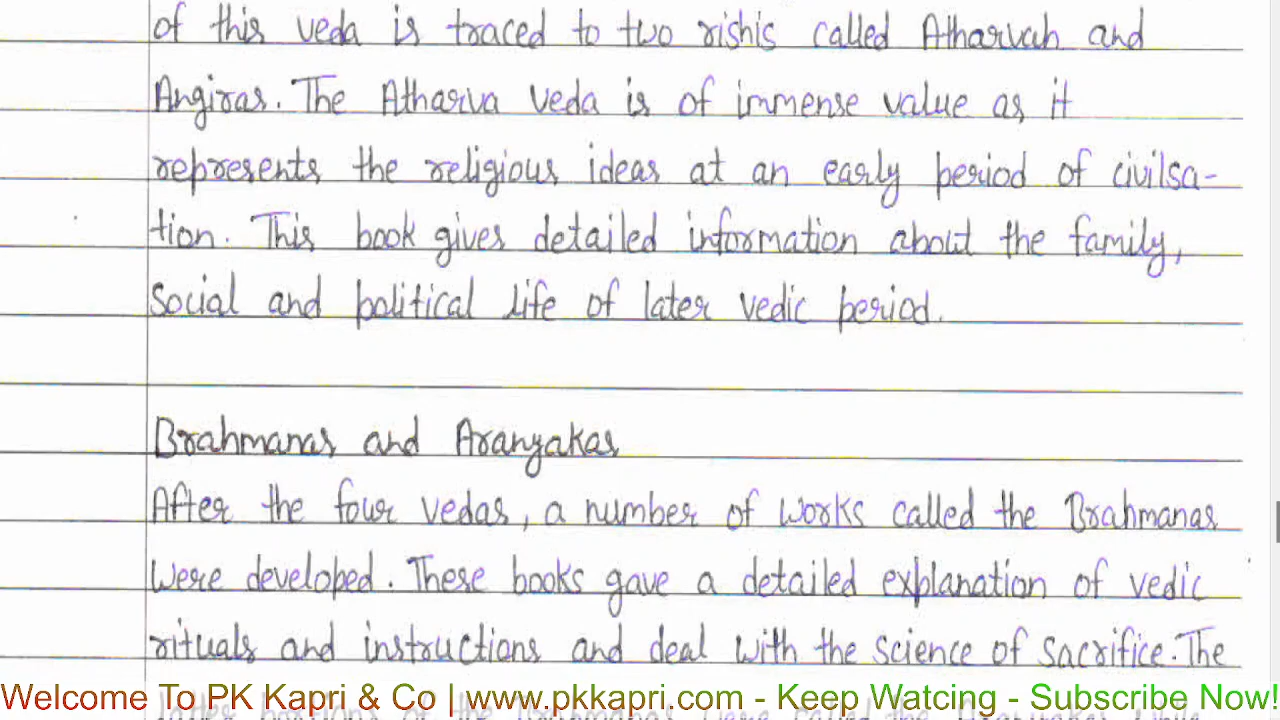 of this veda is traced to two rishis called Atharvah and
Angiras. The Atharva veda is of immense value as it
represents the religious ideas at an early period of civilsa-
tion. This book gives detailed information about the family,
social and political life of later vedic period.
Brahmanas and Aranyakas
After the four vedas, a number of works called the Brahmanas
were developed. These books gave a detailed explanation of vedic
rituals and instructions and deal with the science of sacrifice. The
Welcome To PK Kapri & Co | www.pkkapri.com - Keep Watcing - Subscribe Now!